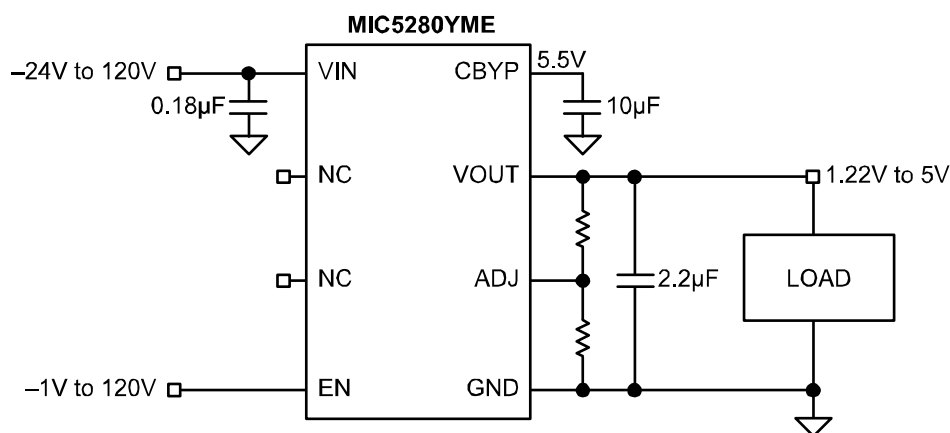 MIC5280YME
–24V to 120V
VIN
CBYP
5.5V
0.18µF
10µF
NC
VOUT
1.22V to 5V
NC
ADJ
2.2µF
LOAD
–1V to 120V
EN
GND